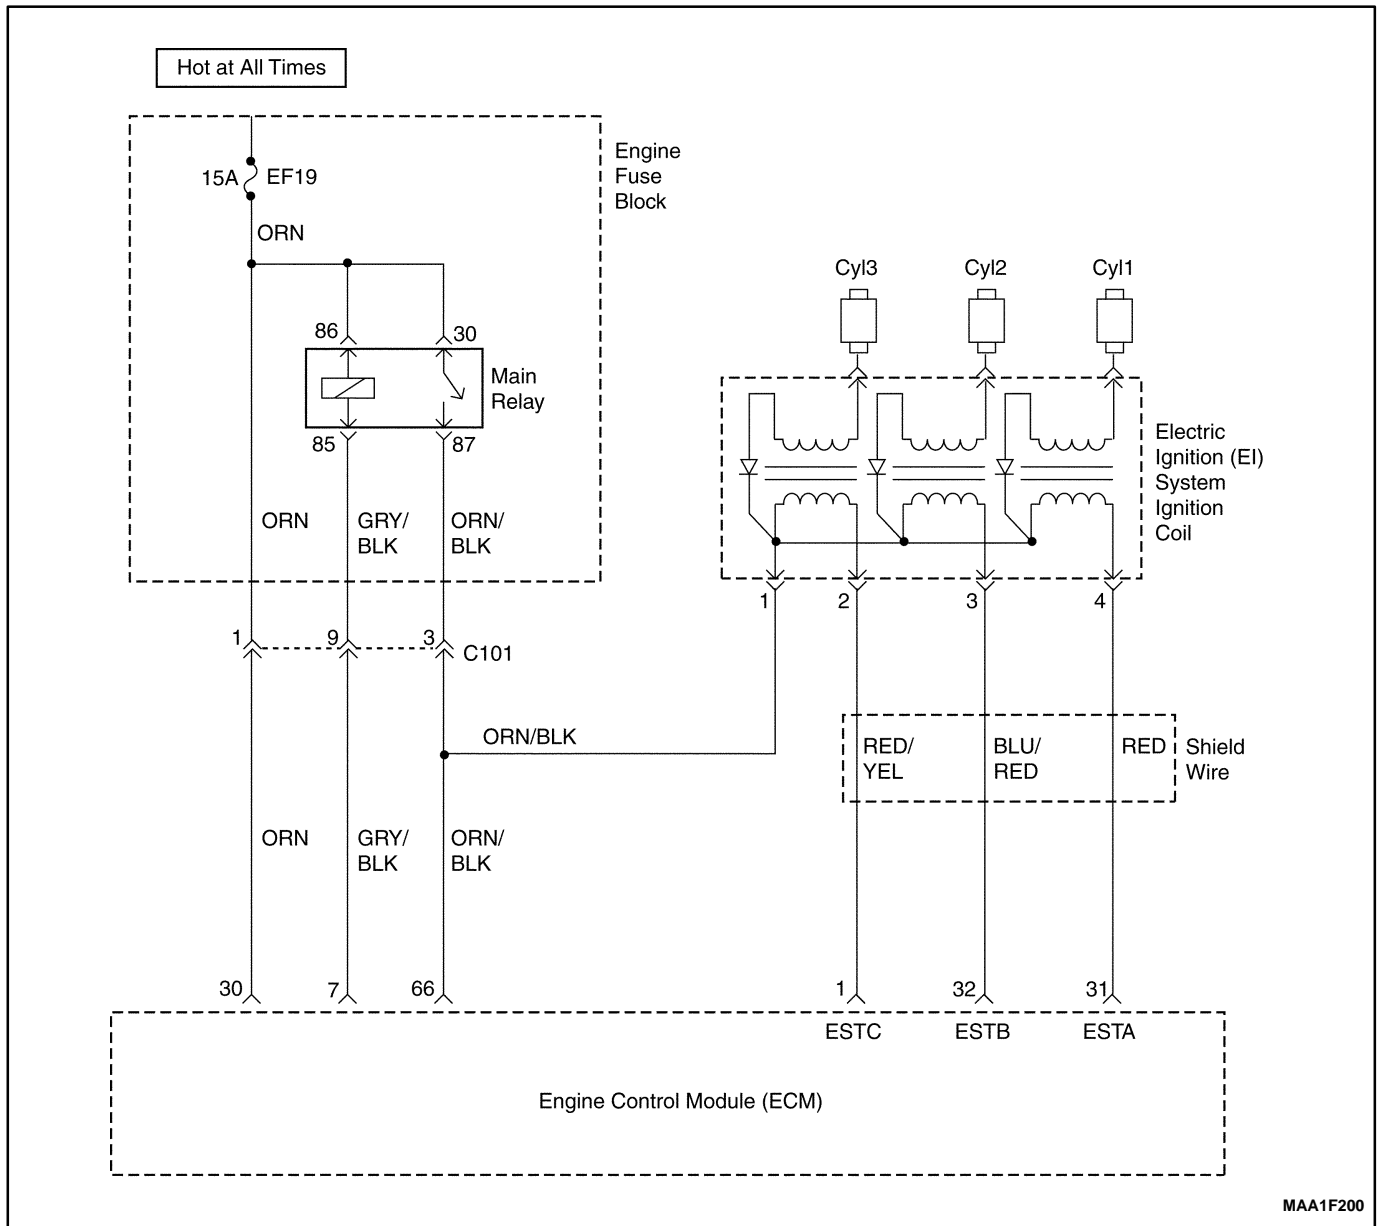 Hot at All Times
Engine
Fuse
Block
15A EF19
ORN
86 30
Main
Relay
85 87
ORN GRY/
BLK ORN/
BLK
Cyl3 Cyl2 Cyl1
Electric
Ignition (EI)
System
Ignition
Coil
1 2 3 4
1 9 3 C101
ORN/BLK
RED/
YEL BLU/
RED RED
Shield
Wire
ORN GRY/
BLK ORN/
BLK
30 7 66 1 32 31
ESTC ESTB ESTA
Engine Control Module (ECM)
MAA1F200